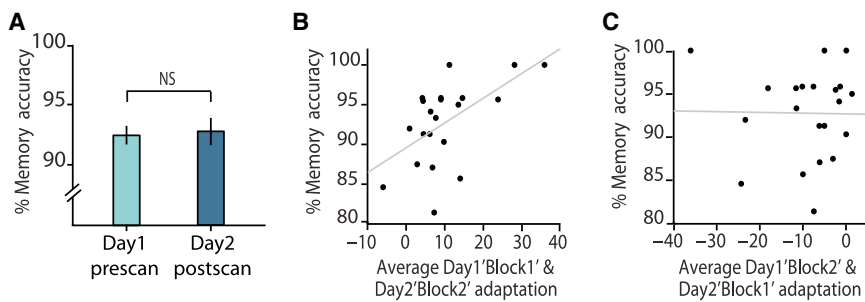 A
% Memory accuracy
100
95
90
NS
Day1 prescan
Day2 postscan
B
% Memory accuracy
100
95
90
85
80
−10 0 10 20 30 40
Average Day1'Block1' &
Day2'Block2' adaptation
C
% Memory accuracy
100
95
90
85
80
−40 −30 −20 −10 0
Average Day1'Block2' &
Day2'Block1' adaptation